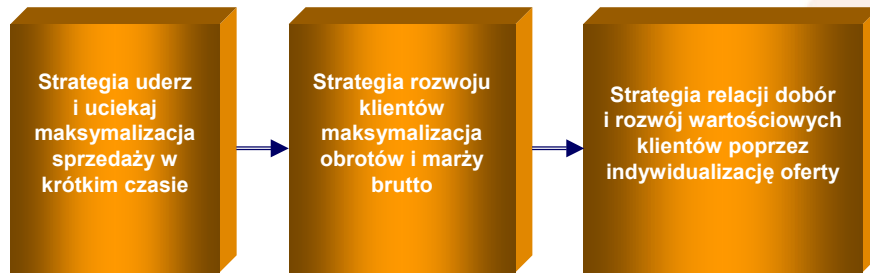 Strategia uderz
i uciekaj
maksymalizacja
sprzedaży w
krótkim czasie
Strategia rozwoju
klientów
maksymalizacja
obrotów i marży
brutto
Strategia relacji dobór
i rozwój wartościowych
klientów poprzez
indywidualizację oferty